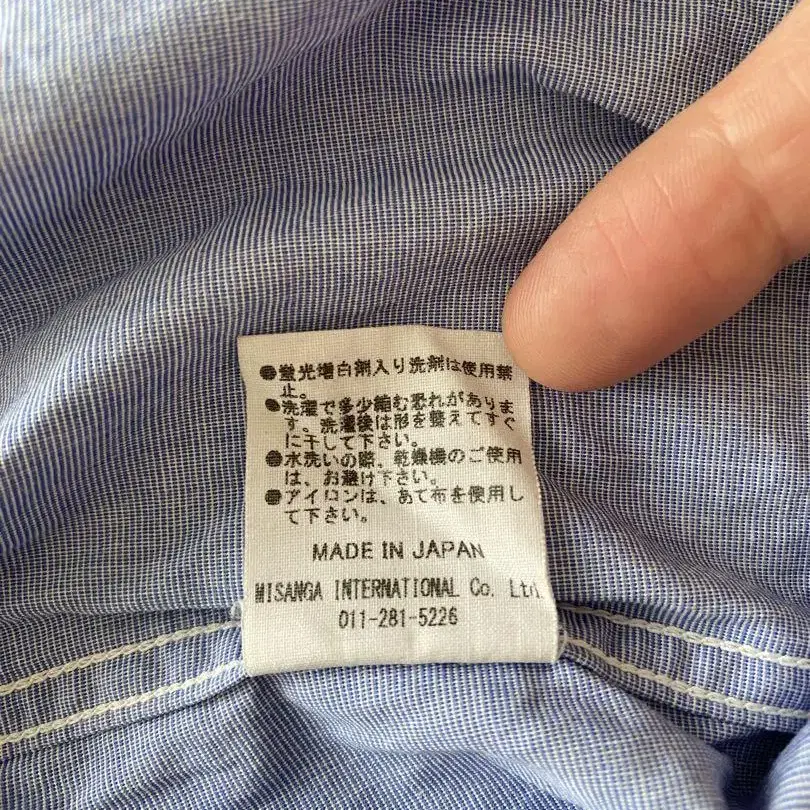 ●蛍光増白剤入り洗剤は使用禁
止。
●洗濯で多少縮む恐れがありま
す。洗濯後は形を整えてすぐ
に干して下さい。
●水洗いの際、乾燥機のご使用
は、お避け下さい。
●アイロンは、あて布を使用し
て下さい。
MADE IN JAPAN
MISANGA INTERNATIONAL Co. Ltd.
011-281-5226